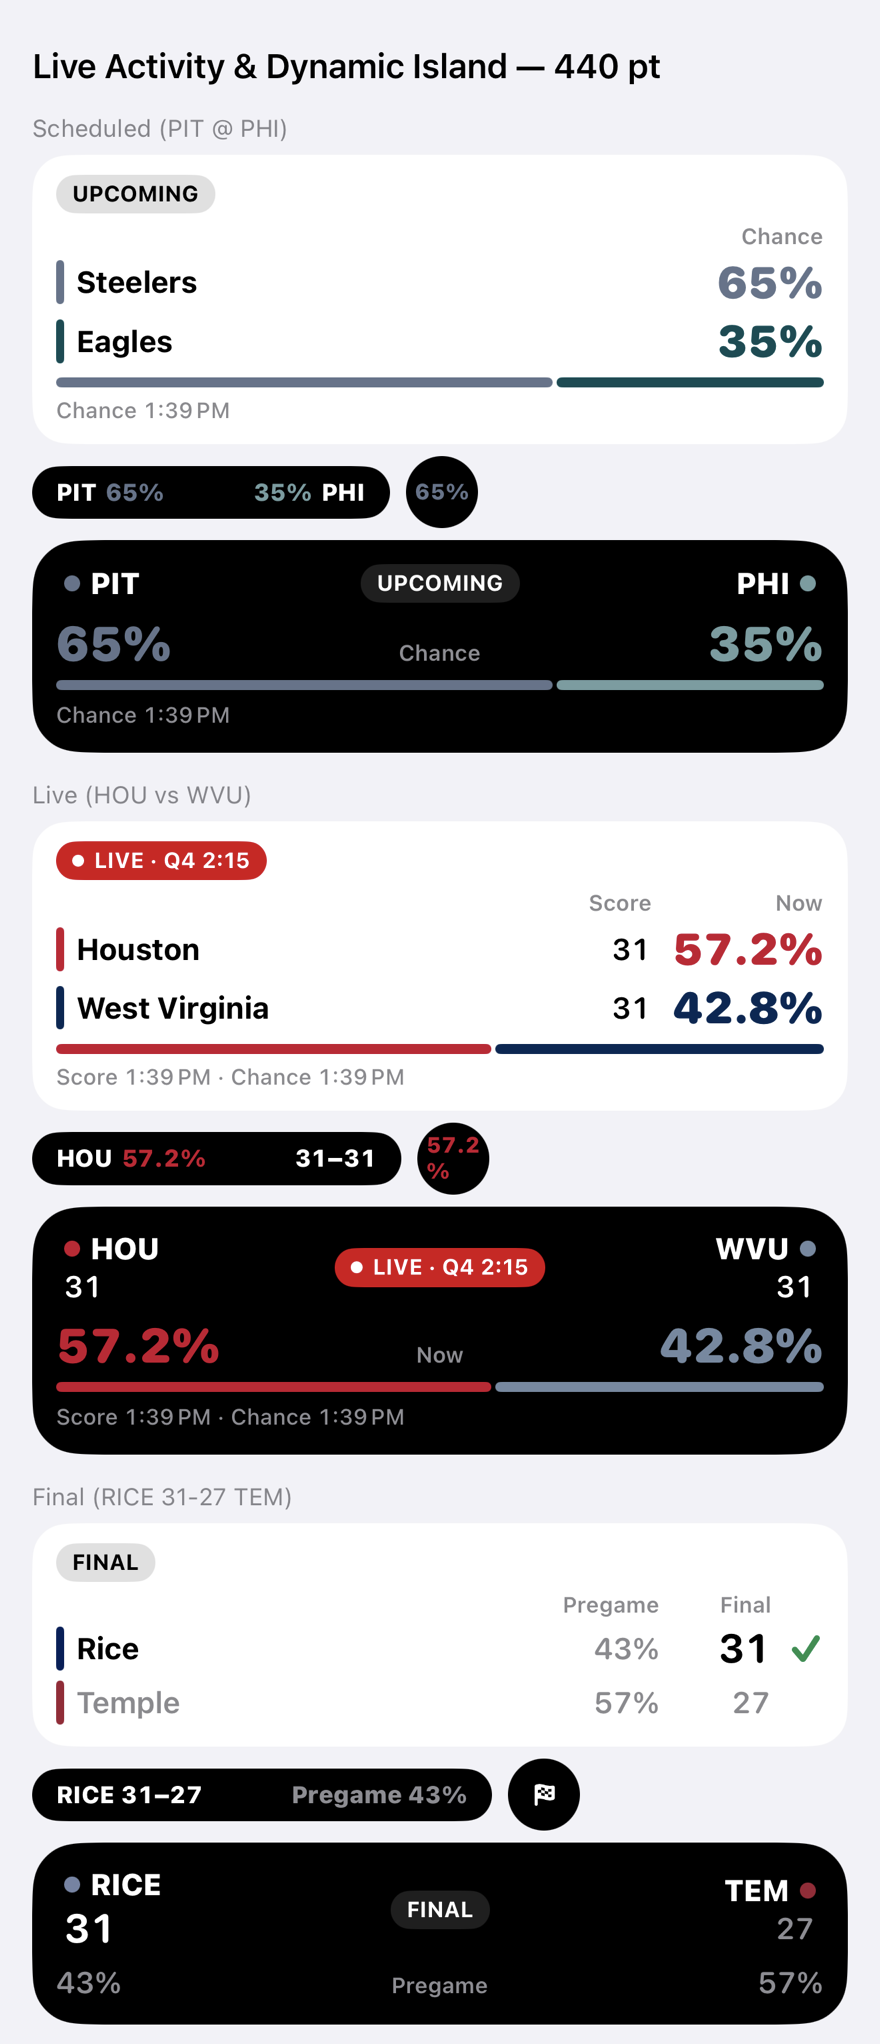 Live Activity & Dynamic Island — 440 pt
Scheduled (PIT @ PHI)
UPCOMING
Chance
Steelers 65%
Eagles 35%
Chance 1:39 PM
PIT 65% 35% PHI 65%
PIT UPCOMING PHI
65% Chance 35%
Chance 1:39 PM
Live (HOU vs WVU)
LIVE · Q4 2:15
Score Now
Houston 31 57.2%
West Virginia 31 42.8%
Score 1:39 PM · Chance 1:39 PM
HOU 57.2% 31–31
57.2
%
HOU LIVE · Q4 2:15 WVU
31 31
57.2% Now 42.8%
Score 1:39 PM · Chance 1:39 PM
Final (RICE 31-27 TEM)
FINAL
Pregame Final
Rice 43% 31
Temple 57% 27
RICE 31–27 Pregame 43%
RICE FINAL TEM
31 27
43% Pregame 57%